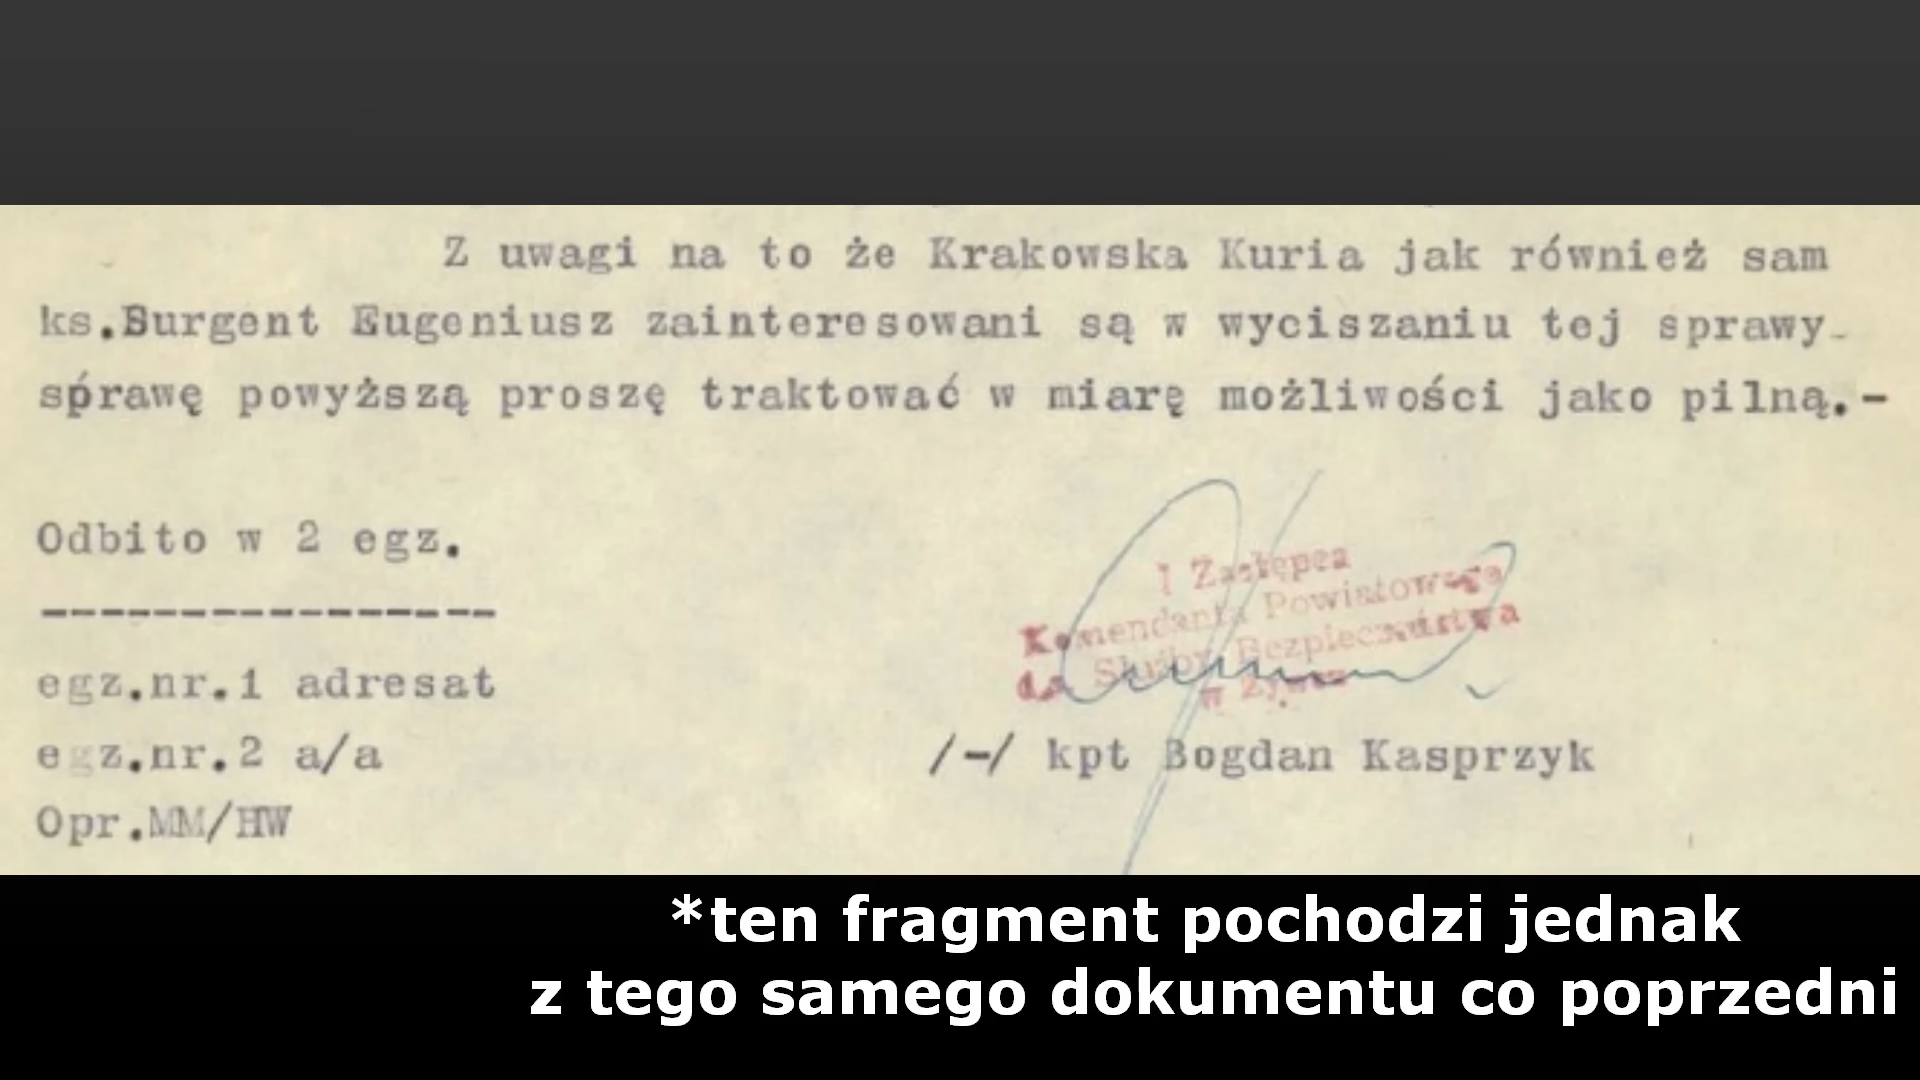 Z uwagi na to że Krakowska Kuria jak również sam
ks.Surgent Eugeniusz zainteresowani są w wyciszaniu tej sprawy-
sprawę powyższą proszę traktować w miarę możliwości jako pilną.-
Odbito w 2 egz.
----------------
egz.nr.1 adresat
egz.nr.2 a/a
Opr.MM/HW
I Zastępca
Komendanta Powiatowego
d.s Służby Bezpieczeństwa
w Żywcu
/-/ kpt Bogdan Kasprzyk
*ten fragment pochodzi jednak
z tego samego dokumentu co poprzedni